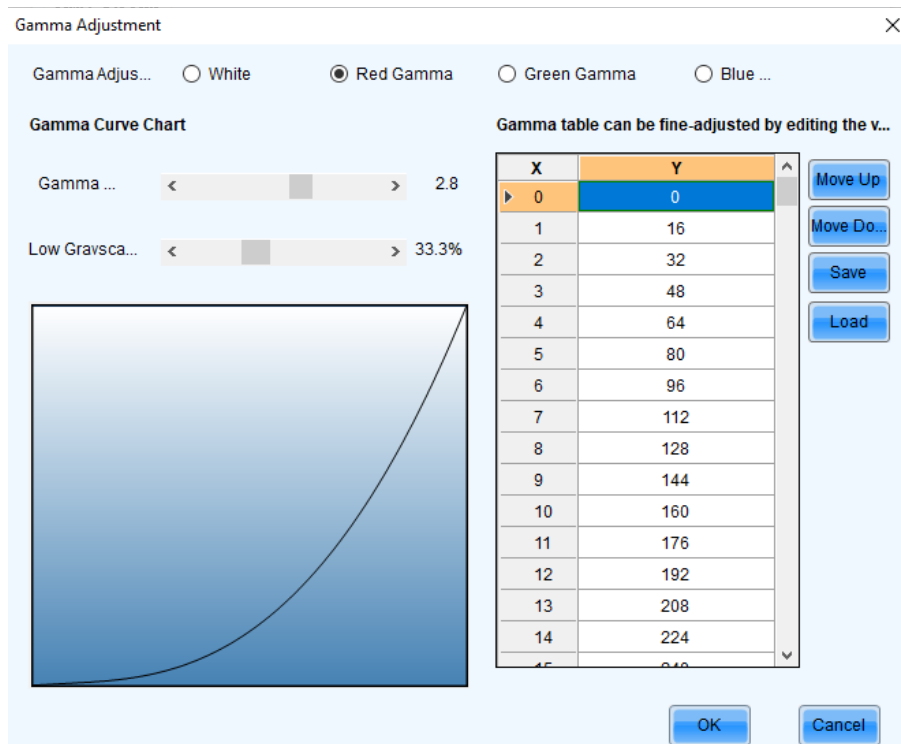 Gamma Adjustment
Gamma Adjus... White Red Gamma Green Gamma Blue ...
Gamma Curve Chart
Gamma table can be fine-adjusted by editing the v...
Gamma ... 2.8
Low Graysca... 33.3%
X Y
0 0
1 16
2 32
3 48
4 64
5 80
6 96
7 112
8 128
9 144
10 160
11 176
12 192
13 208
14 224
Move Up
Move Do...
Save
Load
OK Cancel